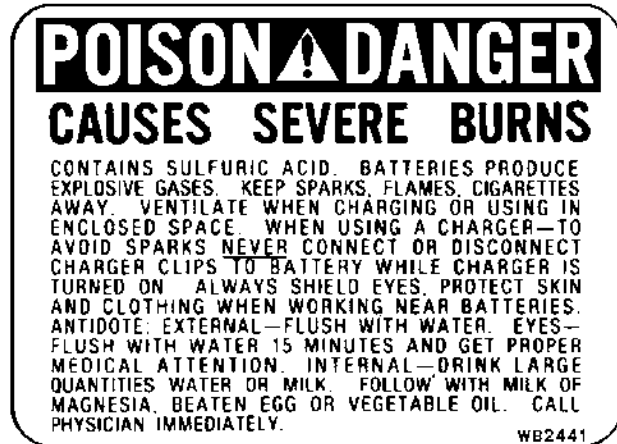 POISON DANGER
CAUSES SEVERE BURNS
CONTAINS SULFURIC ACID. BATTERIES PRODUCE
EXPLOSIVE GASES. KEEP SPARKS, FLAMES, CIGARETTES
AWAY. VENTILATE WHEN CHARGING OR USING IN
ENCLOSED SPACE. WHEN USING A CHARGER—TO
AVOID SPARKS NEVER CONNECT OR DISCONNECT
CHARGER CLIPS TO BATTERY WHILE CHARGER IS
TURNED ON ALWAYS SHIELD EYES, PROTECT SKIN
AND CLOTHING WHEN WORKING NEAR BATTERIES.
ANTIDOTE: EXTERNAL—FLUSH WITH WATER. EYES—
FLUSH WITH WATER 15 MINUTES AND GET PROPER
MEDICAL ATTENTION. INTERNAL—DRINK LARGE
QUANTITIES WATER OR MILK. FOLLOW WITH MILK OF
MAGNESIA, BEATEN EGG OR VEGETABLE OIL. CALL
PHYSICIAN IMMEDIATELY.
WB2441